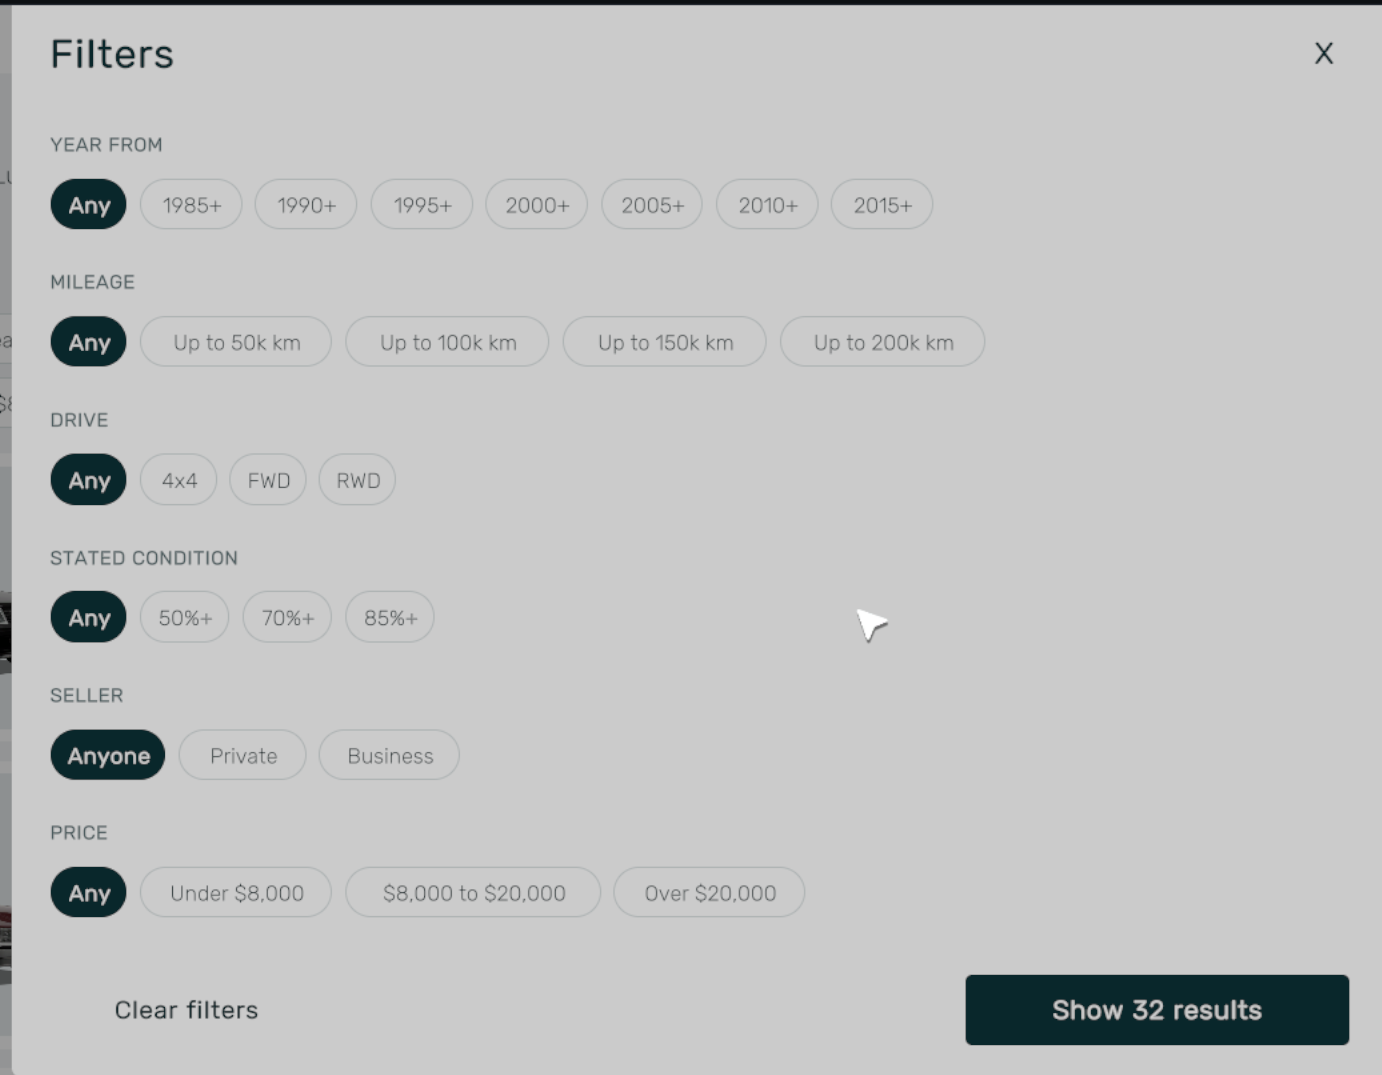 Filters
X
YEAR FROM
Any 1985+ 1990+ 1995+ 2000+ 2005+ 2010+ 2015+
MILEAGE
Any Up to 50k km Up to 100k km Up to 150k km Up to 200k km
DRIVE
Any 4x4 FWD RWD
STATED CONDITION
Any 50%+ 70%+ 85%+
SELLER
Anyone Private Business
PRICE
Any Under $8,000 $8,000 to $20,000 Over $20,000
Clear filters
Show 32 results